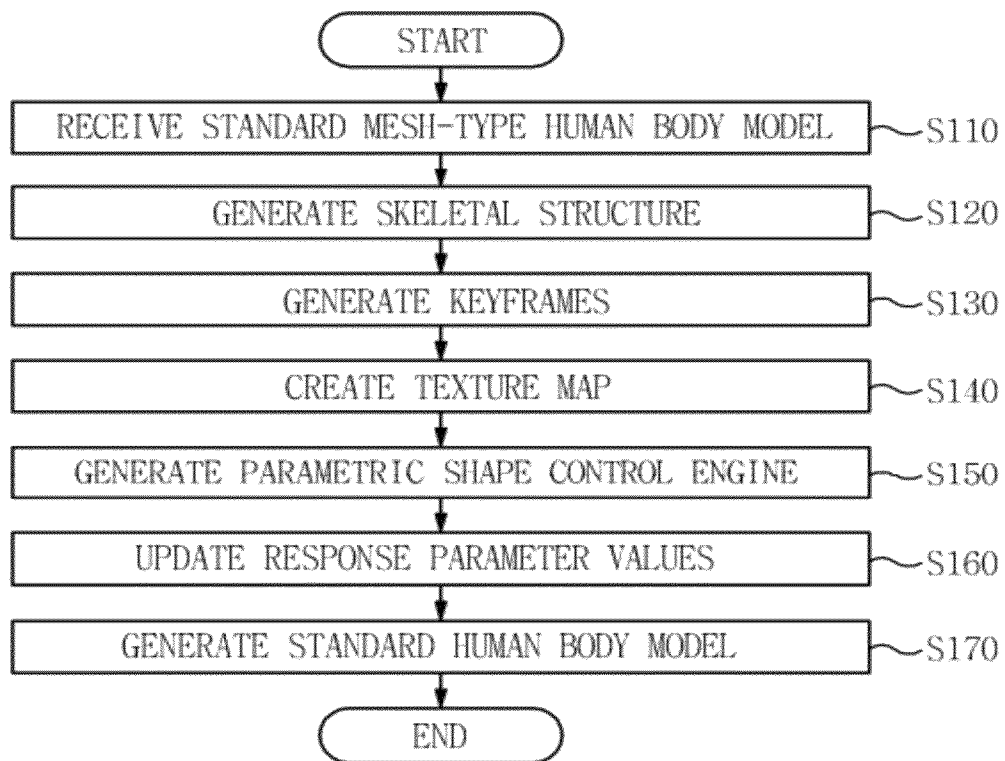 START
RECEIVE STANDARD MESH-TYPE HUMAN BODY MODEL
S110
GENERATE SKELETAL STRUCTURE
S120
GENERATE KEYFRAMES
S130
CREATE TEXTURE MAP
S140
GENERATE PARAMETRIC SHAPE CONTROL ENGINE
S150
UPDATE RESPONSE PARAMETER VALUES
S160
GENERATE STANDARD HUMAN BODY MODEL
S170
END